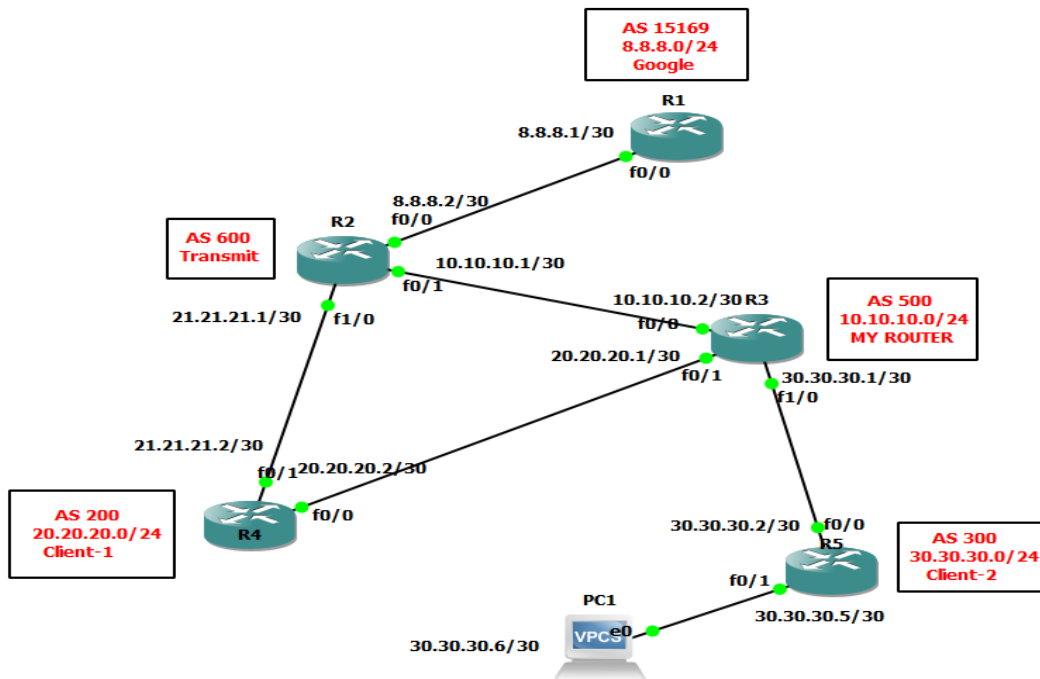 AS 15169
8.8.8.0/24
Google
R1
8.8.8.1/30
f0/0
8.8.8.2/30
f0/0
R2
AS 600
Transmit
10.10.10.1/30
f0/1
21.21.21.1/30
f1/0
10.10.10.2/30
R3
f0/0
AS 500
10.10.10.0/24
MY ROUTER
20.20.20.1/30
f0/1
30.30.30.1/30
f1/0
21.21.21.2/30
f0/1
20.20.20.2/30
f0/0
R4
AS 200
20.20.20.0/24
Client-1
30.30.30.2/30
f0/0
R5
AS 300
30.30.30.0/24
Client-2
f0/1
30.30.30.5/30
PC1
VPCS
e0
30.30.30.6/30